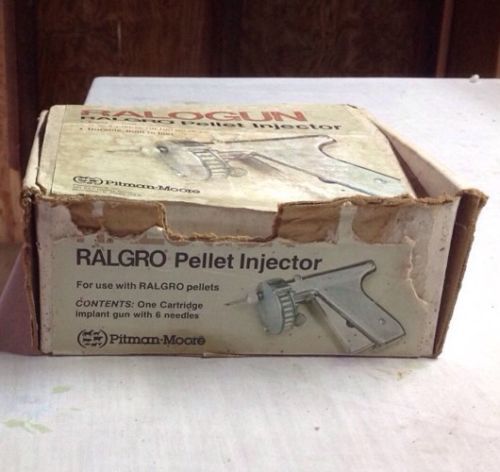 RALOGUN
RALGRO Pellet Injector
Pitman-Moore
RALGRO® Pellet Injector
For use with RALGRO pellets
CONTENTS: One Cartridge
implant gun with 6 needles
Pitman-Moore